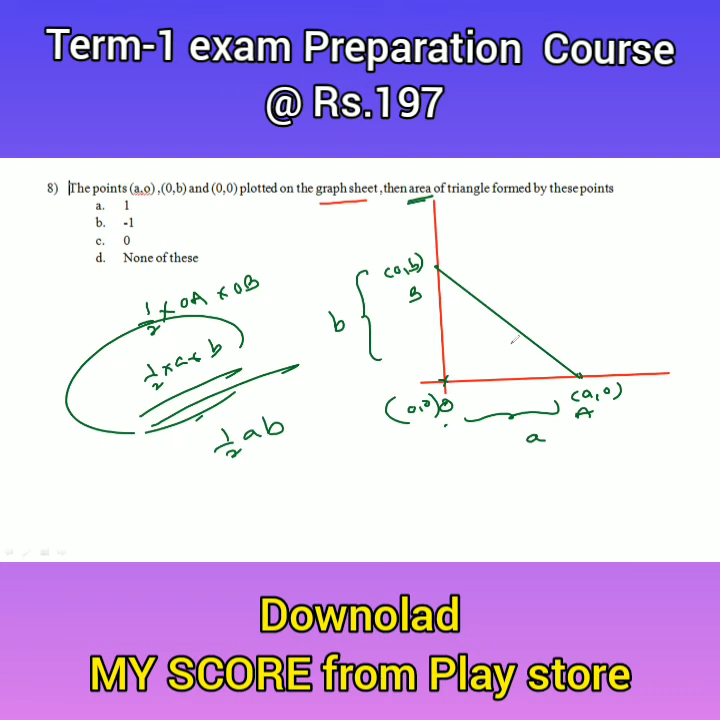 Term-1 exam Preparation Course
@ Rs.197
8) The points (a,o) ,(0,b) and (0,0) plotted on the graph sheet ,then area of triangle formed by these points
a. 1
b. -1
c. 0
d. None of these
1/2 × OA × OB
1/2 × a × b
1/2 ab
(0,b)
B
b
(0,0) O
(a,0)
A
a
Downolad
MY SCORE from Play store